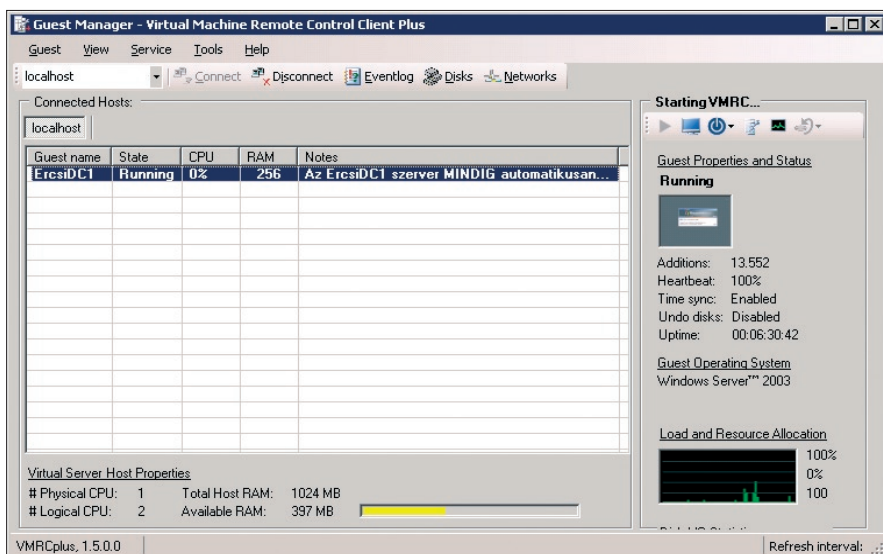 Guest Manager - Virtual Machine Remote Control Client Plus
Guest View Service Tools Help
localhost Connect Disconnect Eventlog Disks Networks
Connected Hosts:
localhost
Guest name State CPU RAM Notes
ErcsiDC1 Running 0% 256 Az ErcsiDC1 szerver MINDIG automatikusan...
Virtual Server Host Properties
# Physical CPU: 1 Total Host RAM: 1024 MB
# Logical CPU: 2 Available RAM: 397 MB
Starting VMRC...
Guest Properties and Status
Running
Additions: 13.552
Heartbeat: 100%
Time sync: Enabled
Undo disks: Disabled
Uptime: 00:06:30:42
Guest Operating System
Windows Server™ 2003
Load and Resource Allocation
100%
0%
100
VMRCplus, 1.5.0.0
Refresh interval: